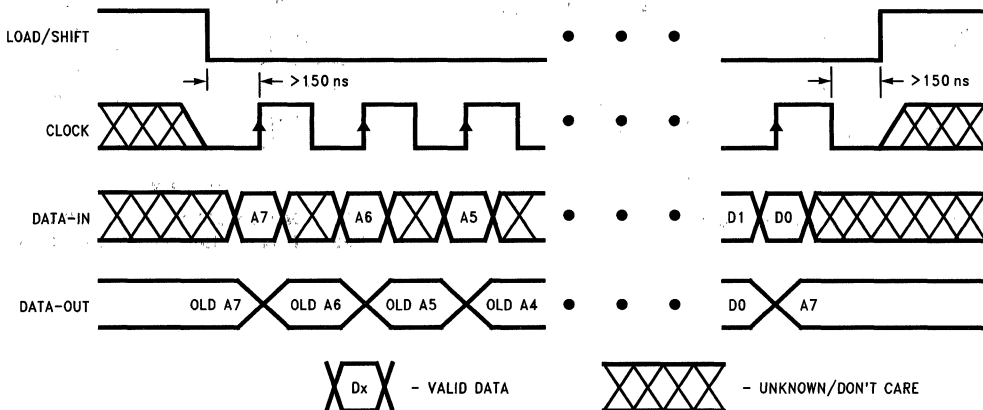 LOAD/SHIFT
>150 ns
>150 ns
CLOCK
DATA-IN
A7
A6
A5
D1
D0
DATA-OUT
OLD A7
OLD A6
OLD A5
OLD A4
D0
A7
Dx
- VALID DATA
- UNKNOWN/DON'T CARE